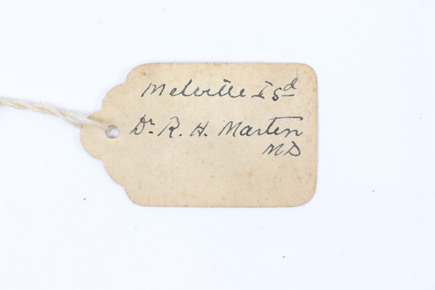 Melville Isd
Dr. R. H. Marten
MD